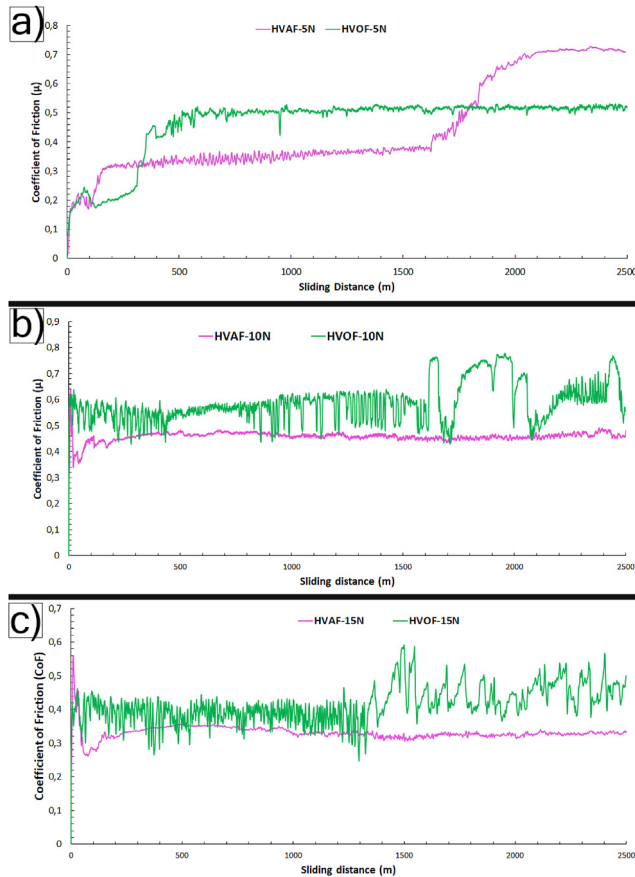 a)
HVAF-5N HVOF-5N
Coefficient of Friction (μ)
0,8
0,7
0,6
0,5
0,4
0,3
0,2
0,1
0
0 500 1000 1500 2000 2500
Sliding Distance (m)
b)
HVAF-10N HVOF-10N
Coefficient of Friction (μ)
0,9
0,8
0,7
0,6
0,5
0,4
0,3
0,2
0,1
0
0 500 1000 1500 2000 2500
Sliding distance (m)
c)
HVAF-15N HVOF-15N
Coefficient of Friction (CoF)
0,7
0,6
0,5
0,4
0,3
0,2
0,1
0
0 500 1000 1500 2000 2500
Sliding distance (m)